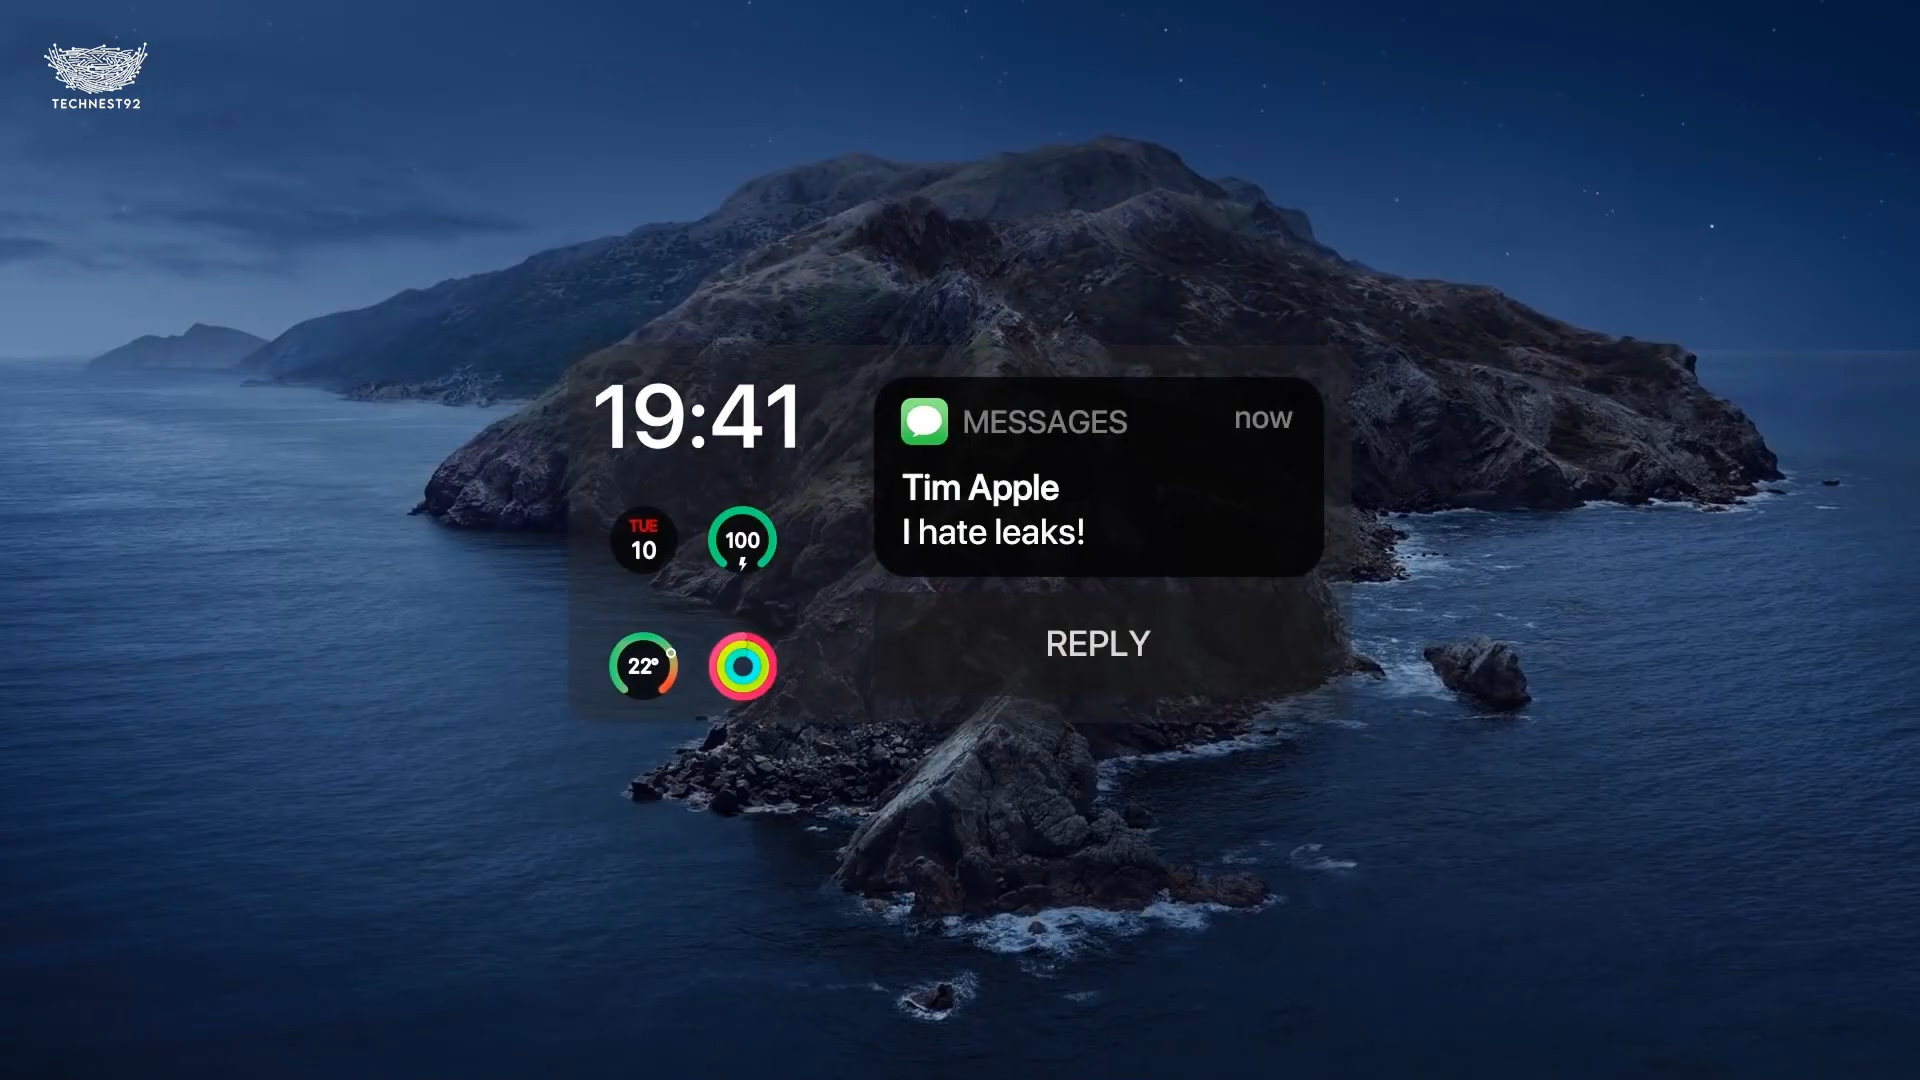 TECHNEST92
19:41
TUE
10
100
22°
MESSAGES
now
Tim Apple
I hate leaks!
REPLY